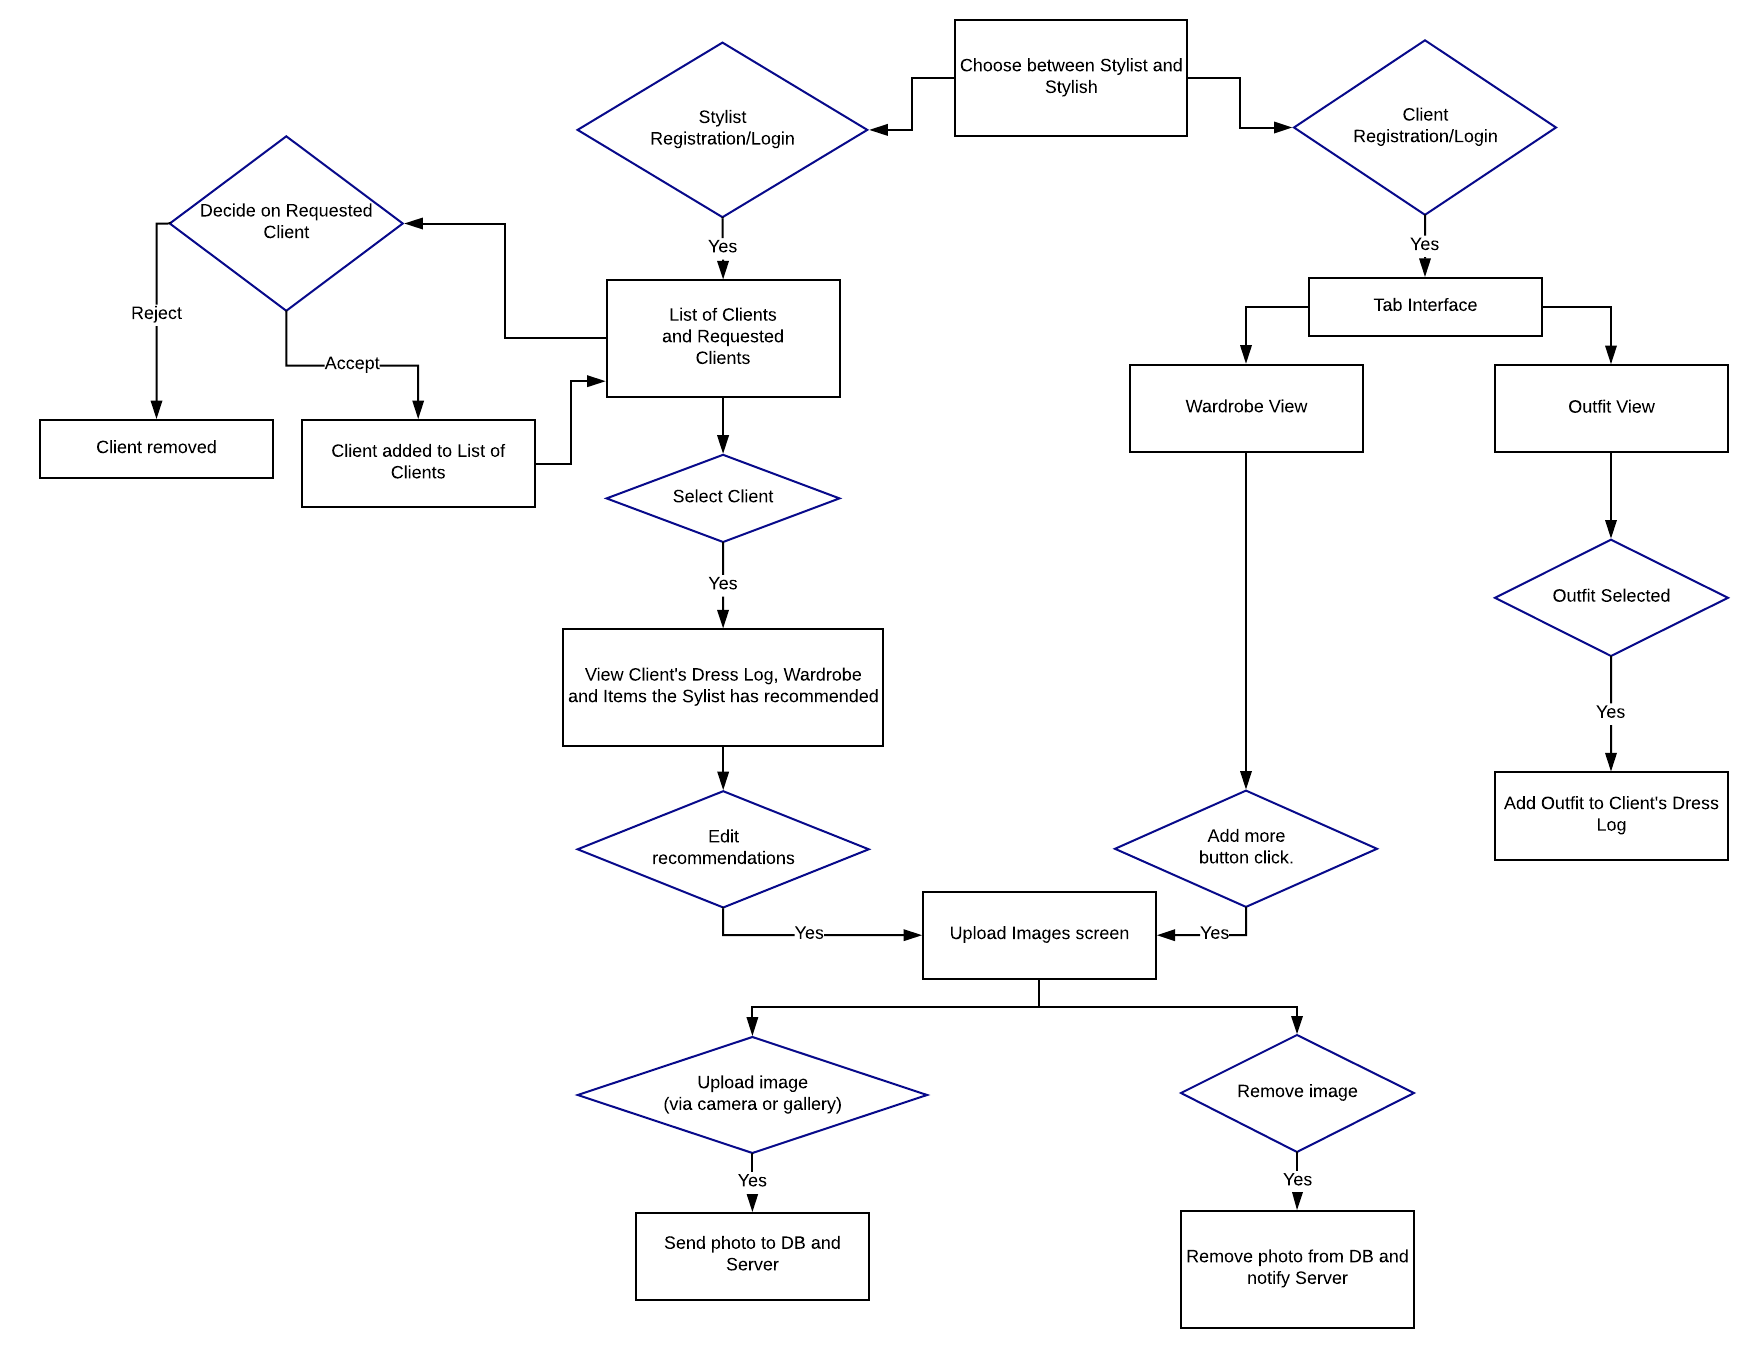 Choose between Stylist and
Stylish
Stylist
Registration/Login
Client
Registration/Login
Decide on Requested
Client
Yes
Yes
Reject
Accept
List of Clients
and Requested
Clients
Tab Interface
Client removed
Client added to List of
Clients
Wardrobe View
Outfit View
Select Client
Yes
Outfit Selected
View Client's Dress Log, Wardrobe
and Items the Sylist has recommended
Yes
Edit
recommendations
Add more
button click.
Add Outfit to Client's Dress
Log
Yes
Upload Images screen
Yes
Upload image
(via camera or gallery)
Remove image
Yes
Yes
Send photo to DB and
Server
Remove photo from DB and
notify Server